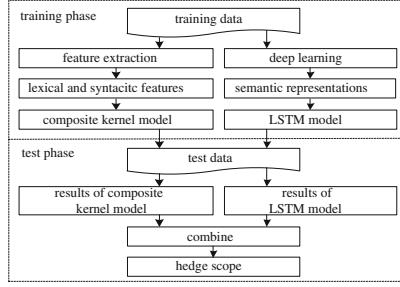 training phase
training data
feature extraction
deep learning
lexical and syntacitc features
semantic representations
composite kernel model
LSTM model
test phase
test data
results of composite
kernel model
results of
LSTM model
combine
hedge scope